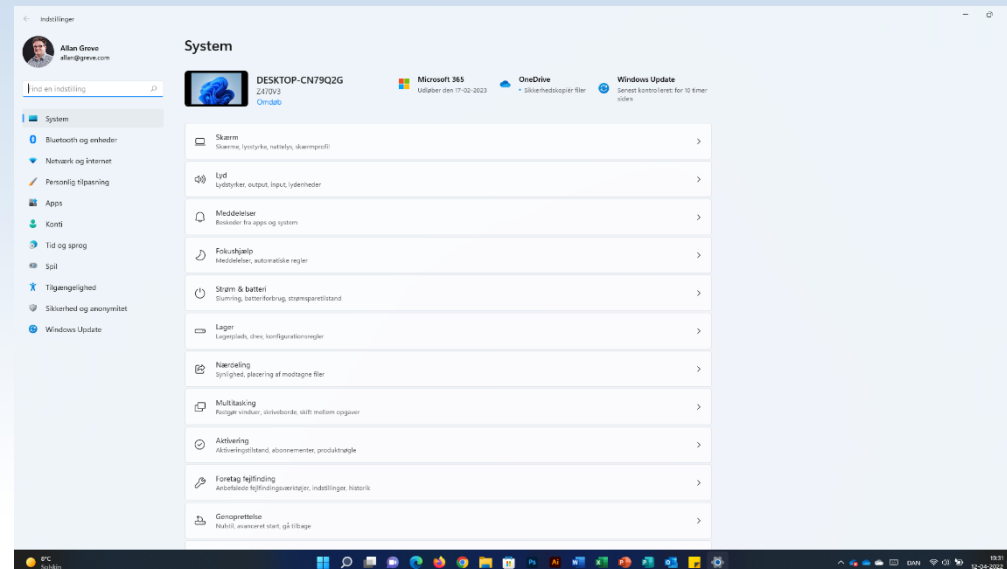 Indstillinger
Allan Greve
allan@greve.com
Find en indstilling
System
Bluetooth og enheder
Netværk og internet
Personlig tilpasning
Apps
Konti
Tid og sprog
Spil
Tilgængelighed
Sikkerhed og anonymitet
Windows Update
System
DESKTOP-CN79Q2G
Z470V3
Omdøb
Microsoft 365
Udløber den 17-02-2023
OneDrive
• Sikkerhedskopiér filer
Windows Update
Senest kontrolleret: for 10 timer
siden
Skærm
Skærme, lysstyrke, nattelys, skærmprofil
Lyd
Lydstyrker, output, input, lydenheder
Meddelelser
Beskeder fra apps og system
Fokushjælp
Meddelelser, automatiske regler
Strøm & batteri
Slumring, batteriforbrug, strømsparetilstand
Lager
Lagerplads, drev, konfigurationsregler
Nærdeling
Synlighed, placering af modtagne filer
Multitasking
Fastgør vinduer, skriveborde, skift mellem opgaver
Aktivering
Aktiveringstilstand, abonnementer, produktnøgle
Foretag fejlfinding
Anbefalede fejlfindingsværktøjer, indstillinger, historik
Genoprettelse
Nulstil, avanceret start, gå tilbage
6°C
Solskin
Ps
Ai
DAN
19:31
12-04-2022